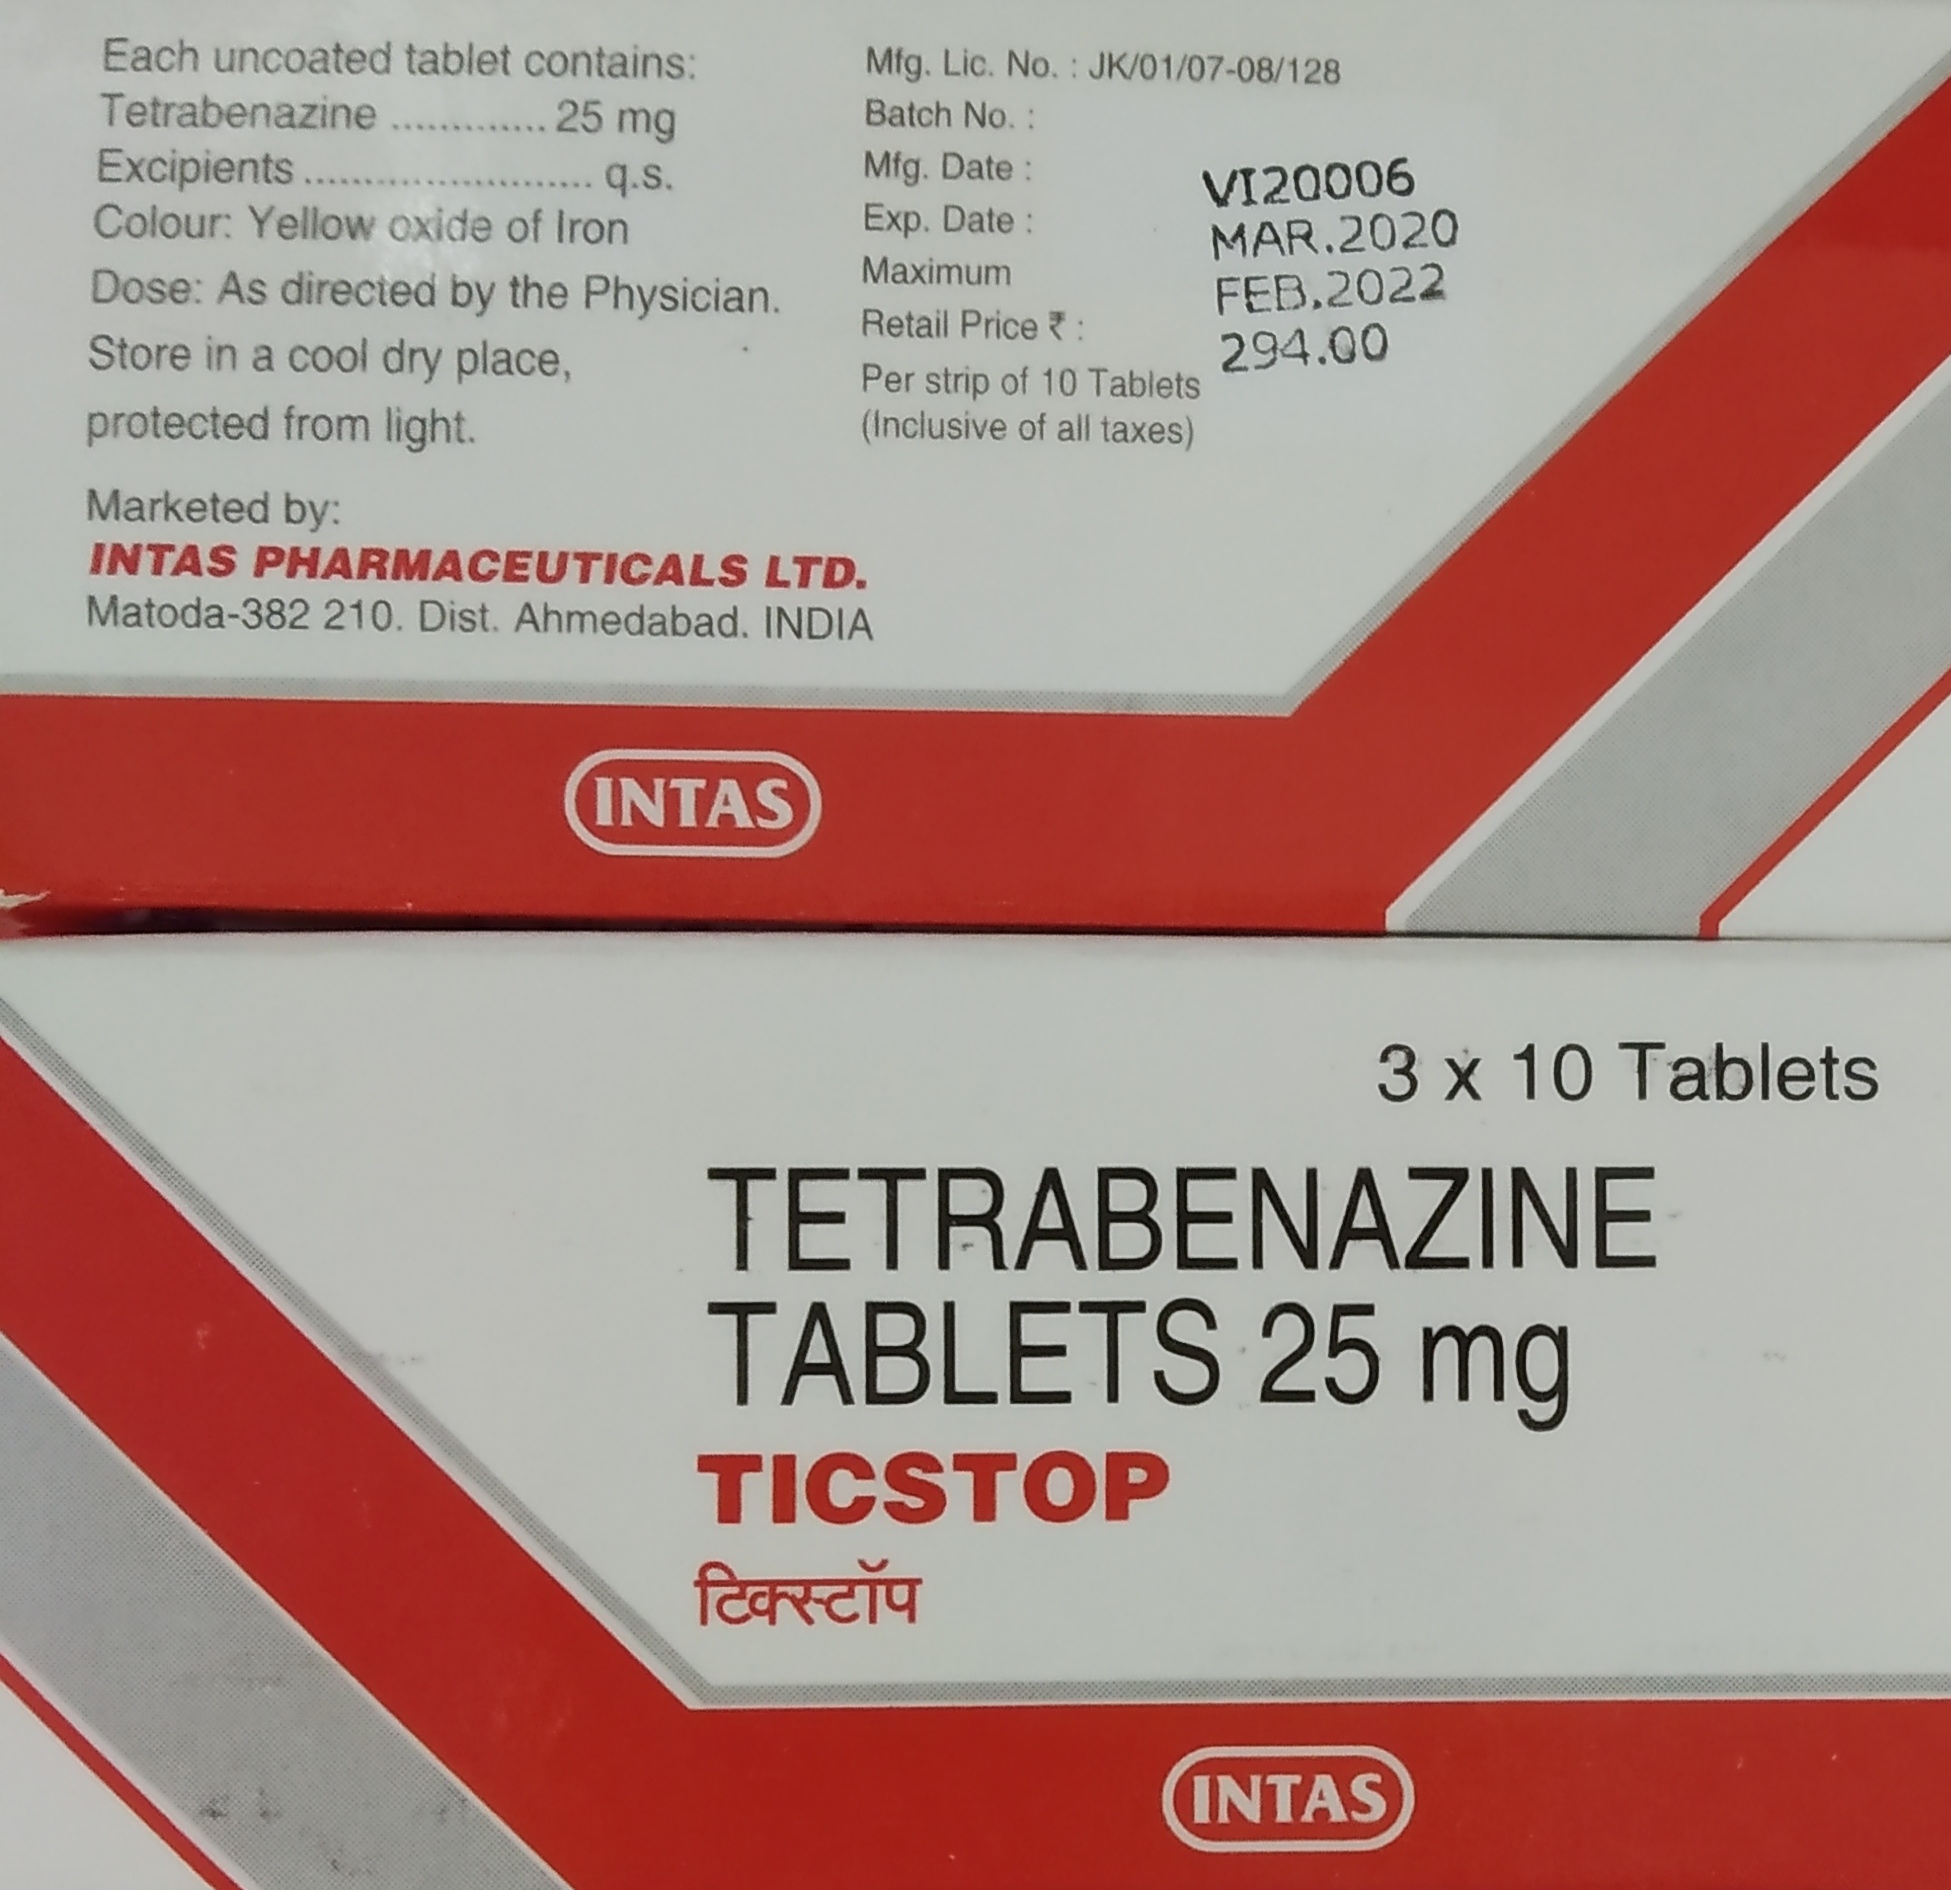 Each uncoated tablet contains:
Tetrabenazine ............. 25 mg
Excipients ........................ q.s.
Colour: Yellow oxide of Iron
Dose: As directed by the Physician.
Store in a cool dry place,
protected from light.
Marketed by:
INTAS PHARMACEUTICALS LTD.
Matoda-382 210. Dist. Ahmedabad. INDIA
Mfg. Lic. No. : JK/01/07-08/128
Batch No. :
Mfg. Date :
Exp. Date :
Maximum
Retail Price ₹ :
Per strip of 10 Tablets
(Inclusive of all taxes)
VI20006
MAR.2020
FEB.2022
294.00
INTAS
3 x 10 Tablets
TETRABENAZINE
TABLETS 25 mg
TICSTOP
टिक्स्टॉप
INTAS